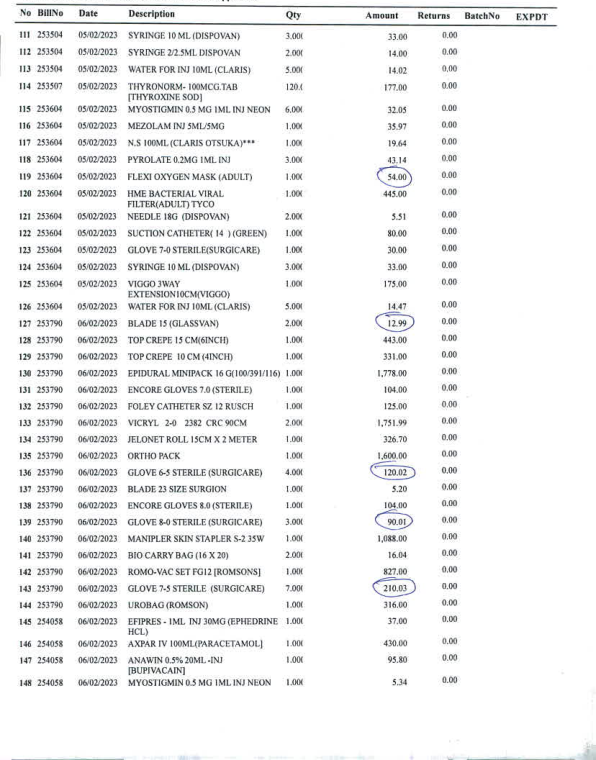 No BillNo Date Description Qty Amount Returns BatchNo EXPDT
111 253504 05/02/2023 SYRINGE 10 ML (DISPOVAN) 3.00( 33.00 0.00
112 253504 05/02/2023 SYRINGE 2/2.5ML DISPOVAN 2.00( 14.00 0.00
113 253504 05/02/2023 WATER FOR INJ 10ML (CLARIS) 5.00( 14.02 0.00
114 253507 05/02/2023 THYRONORM- 100MCG.TAB 120.( 177.00 0.00
[THYROXINE SOD]
115 253604 05/02/2023 MYOSTIGMIN 0.5 MG 1ML INJ NEON 6.00( 32.05 0.00
116 253604 05/02/2023 MEZOLAM INJ 5ML/5MG 1.00( 35.97 0.00
117 253604 05/02/2023 N.S 100ML (CLARIS OTSUKA)*** 1.00( 19.64 0.00
118 253604 05/02/2023 PYROLATE 0.2MG 1ML INJ 3.00( 43.14 0.00
119 253604 05/02/2023 FLEXI OXYGEN MASK (ADULT) 1.00( 54.00 0.00
120 253604 05/02/2023 HME BACTERIAL VIRAL 1.00( 445.00 0.00
FILTER(ADULT) TYCO
121 253604 05/02/2023 NEEDLE 18G (DISPOVAN) 2.00( 5.51 0.00
122 253604 05/02/2023 SUCTION CATHETER( 14 ) (GREEN) 1.00( 80.00 0.00
123 253604 05/02/2023 GLOVE 7-0 STERILE(SURGICARE) 1.00( 30.00 0.00
124 253604 05/02/2023 SYRINGE 10 ML (DISPOVAN) 3.00( 33.00 0.00
125 253604 05/02/2023 VIGGO 3WAY 1.00( 175.00 0.00
EXTENSION10CM(VIGGO)
126 253604 05/02/2023 WATER FOR INJ 10ML (CLARIS) 5.00( 14.47 0.00
127 253790 06/02/2023 BLADE 15 (GLASSVAN) 2.00( 12.99 0.00
128 253790 06/02/2023 TOP CREPE 15 CM(6INCH) 1.00( 443.00 0.00
129 253790 06/02/2023 TOP CREPE 10 CM (4INCH) 1.00( 331.00 0.00
130 253790 06/02/2023 EPIDURAL MINIPACK 16 G(100/391/116) 1.00( 1,778.00 0.00
131 253790 06/02/2023 ENCORE GLOVES 7.0 (STERILE) 1.00( 104.00 0.00
132 253790 06/02/2023 FOLEY CATHETER SZ 12 RUSCH 1.00( 125.00 0.00
133 253790 06/02/2023 VICRYL 2-0 2382 CRC 90CM 2.00( 1,751.99 0.00
134 253790 06/02/2023 JELONET ROLL 15CM X 2 METER 1.00( 326.70 0.00
135 253790 06/02/2023 ORTHO PACK 1.00( 1,600.00 0.00
136 253790 06/02/2023 GLOVE 6-5 STERILE (SURGICARE) 4.00( 120.02 0.00
137 253790 06/02/2023 BLADE 23 SIZE SURGION 1.00( 5.20 0.00
138 253790 06/02/2023 ENCORE GLOVES 8.0 (STERILE) 1.00( 104.00 0.00
139 253790 06/02/2023 GLOVE 8-0 STERILE (SURGICARE) 3.00( 90.01 0.00
140 253790 06/02/2023 MANIPLER SKIN STAPLER S-2 35W 1.00( 1,088.00 0.00
141 253790 06/02/2023 BIO CARRY BAG (16 X 20) 2.00( 16.04 0.00
142 253790 06/02/2023 ROMO-VAC SET FG12 [ROMSONS] 1.00( 827.00 0.00
143 253790 06/02/2023 GLOVE 7-5 STERILE (SURGICARE) 7.00( 210.03 0.00
144 253790 06/02/2023 UROBAG (ROMSON) 1.00( 316.00 0.00
145 254058 06/02/2023 EFIPRES - 1ML INJ 30MG (EPHEDRINE 1.00( 37.00 0.00
HCL)
146 254058 06/02/2023 AXPAR IV 100ML(PARACETAMOL] 1.00( 430.00 0.00
147 254058 06/02/2023 ANAWIN 0.5% 20ML -INJ 1.00( 95.80 0.00
[BUPIVACAIN]
148 254058 06/02/2023 MYOSTIGMIN 0.5 MG 1ML INJ NEON 1.00( 5.34 0.00